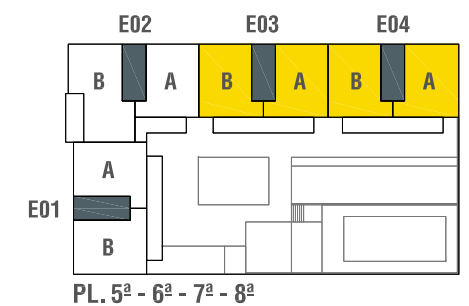 E02 E03 E04
B A B A B A
A
E01
B
PL. 5ª - 6ª - 7ª - 8ª